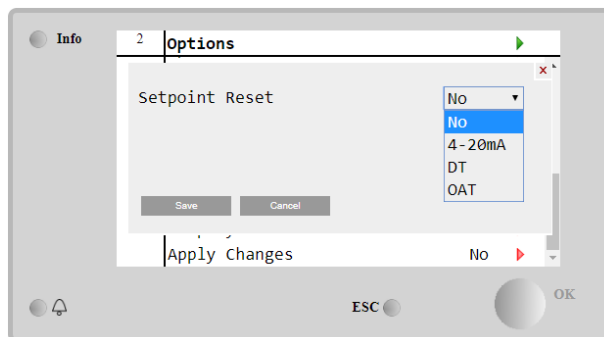 Info
2 Options
x
Setpoint Reset No
No
4-20mA
DT
OAT
Save Cancel
Apply Changes No
ESC
OK